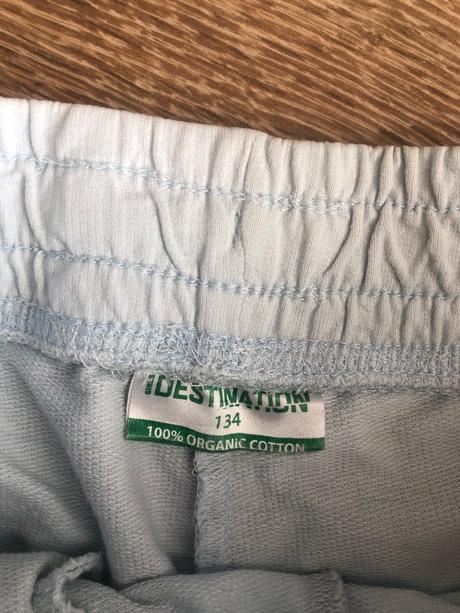 DESTINATION
134
100% ORGANIC COTTON